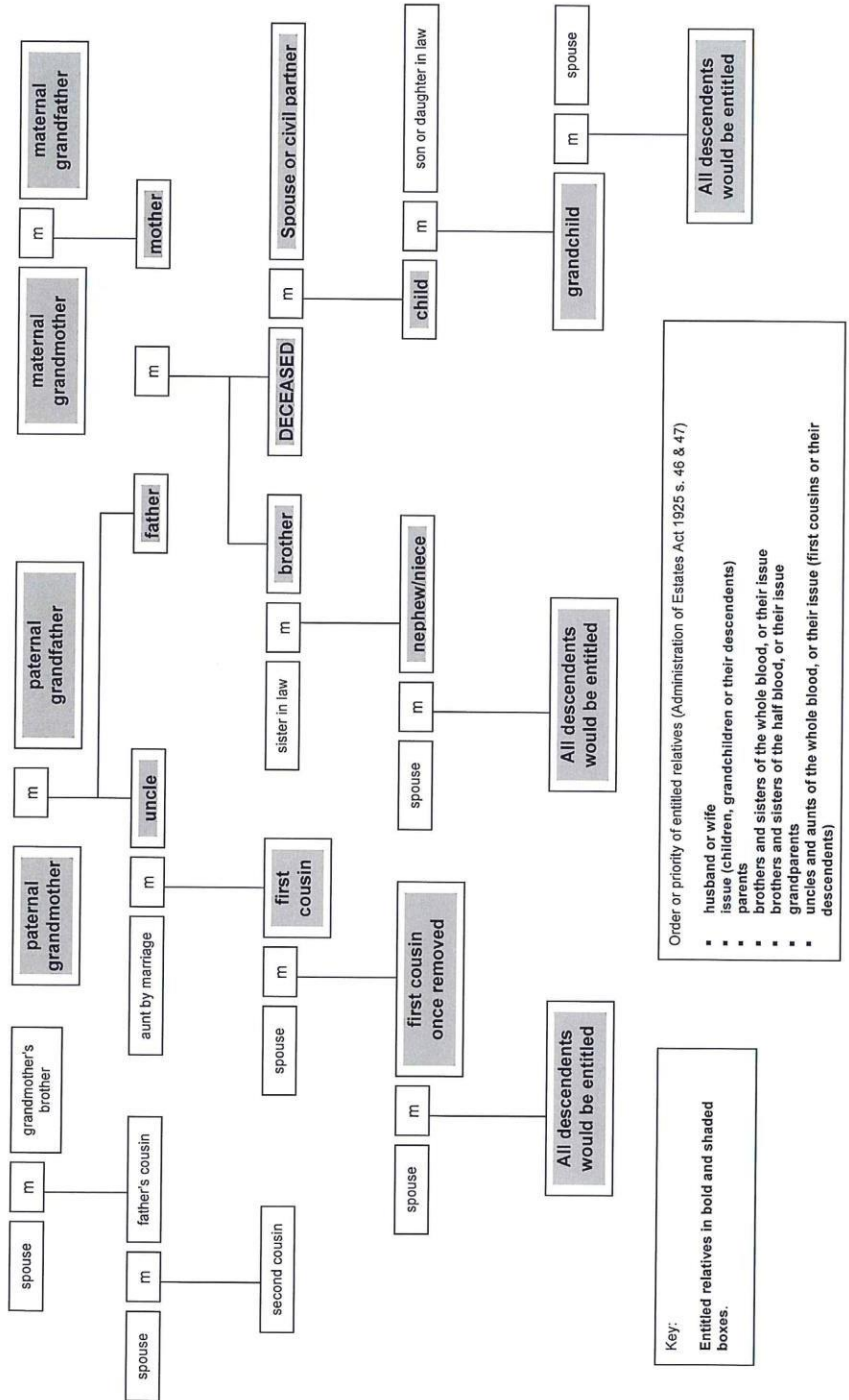 spouse
m
grandmother's
brother
paternal
grandmother
m
paternal
grandfather
maternal
grandmother
m
maternal
grandfather
spouse
m
father's cousin
aunt by marriage
m
uncle
father
m
mother
second cousin
spouse
m
first
cousin
sister in law
m
brother
DECEASED
m
Spouse or civil partner
spouse
m
first cousin
once removed
spouse
m
nephew/niece
child
m
son or daughter in law
All descendents
would be entitled
All descendents
would be entitled
grandchild
m
spouse
All descendents
would be entitled
Key:
Entitled relatives in bold and shaded
boxes.
Order or priority of entitled relatives (Administration of Estates Act 1925 s. 46 & 47)
▪ husband or wife
▪ issue (children, grandchildren or their descendents)
▪ parents
▪ brothers and sisters of the whole blood, or their issue
▪ brothers and sisters of the half blood, or their issue
▪ grandparents
▪ uncles and aunts of the whole blood, or their issue (first cousins or their
descendents)